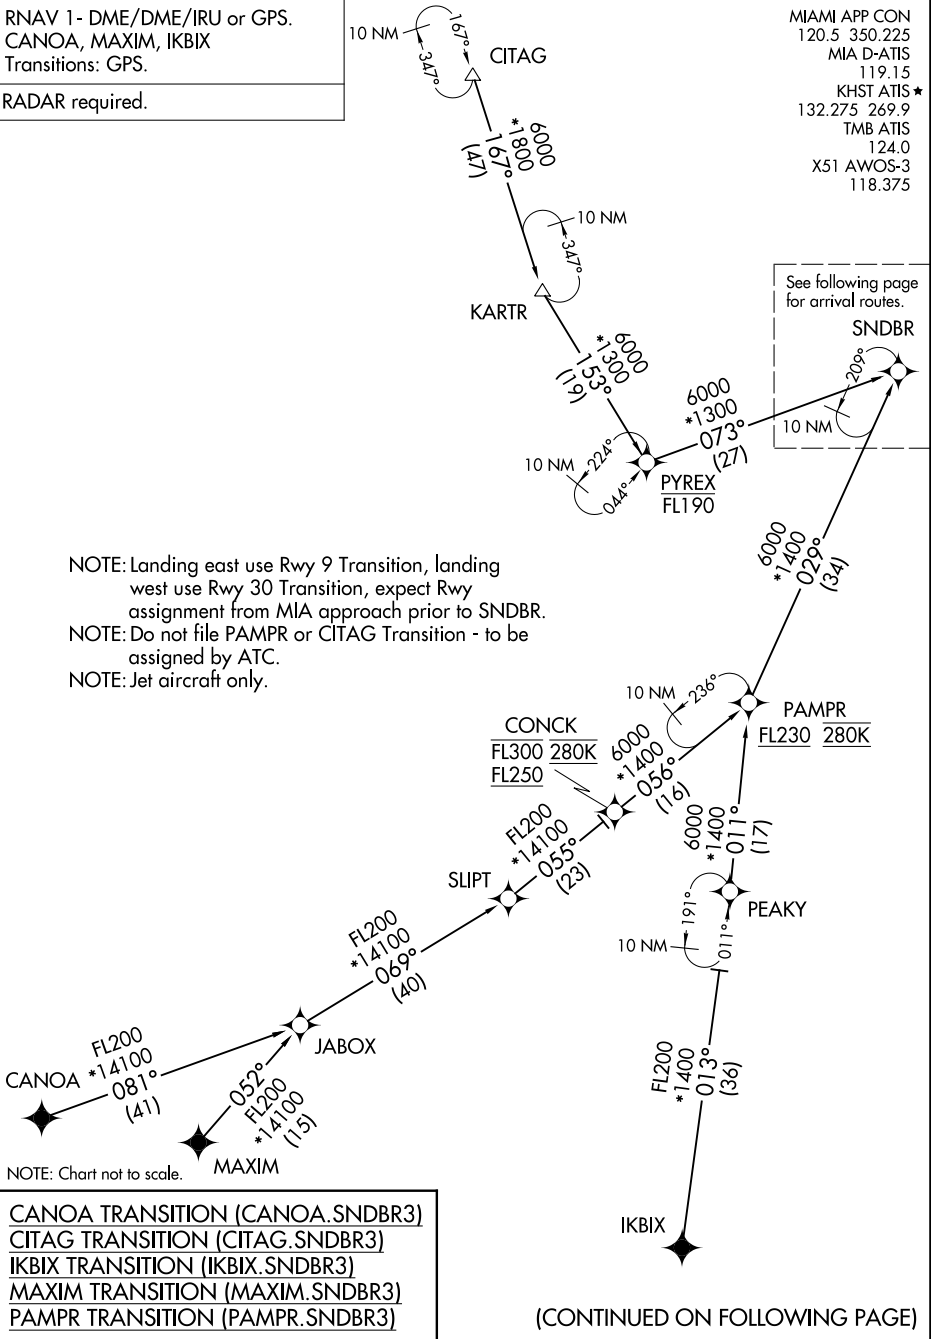 RNAV 1- DME/DME/IRU or GPS.
CANOA, MAXIM, IKBIX
Transitions: GPS.
RADAR required.
MIAMI APP CON
120.5 350.225
MIA D-ATIS
119.15
KHST ATIS★
132.275 269.9
TMB ATIS
124.0
X51 AWOS-3
118.375
10 NM
167°
347°
CITAG
6000
*1800
167°
(47)
10 NM
347°
KARTR
6000
*1300
153°
(19)
See following page
for arrival routes.
SNDBR
209°
10 NM
6000
*1300
073°
(27)
10 NM
224°
044°
PYREX
FL190
6000
*1400
029°
(34)
NOTE: Landing east use Rwy 9 Transition, landing
west use Rwy 30 Transition, expect Rwy
assignment from MIA approach prior to SNDBR.
NOTE: Do not file PAMPR or CITAG Transition - to be
assigned by ATC.
NOTE: Jet aircraft only.
10 NM
236°
PAMPR
FL230 280K
CONCK
FL300 280K
FL250
6000
*1400
056°
(16)
6000
*1400
011°
(17)
FL200
*14100
055°
(23)
SLIPT
PEAKY
191°
011°
10 NM
FL200
*14100
069°
(40)
JABOX
FL200
*14100
081°
(41)
CANOA
052°
FL200
*14100
(15)
MAXIM
FL200
*1400
013°
(36)
IKBIX
NOTE: Chart not to scale.
CANOA TRANSITION (CANOA.SNDBR3)
CITAG TRANSITION (CITAG.SNDBR3)
IKBIX TRANSITION (IKBIX.SNDBR3)
MAXIM TRANSITION (MAXIM.SNDBR3)
PAMPR TRANSITION (PAMPR.SNDBR3)
(CONTINUED ON FOLLOWING PAGE)